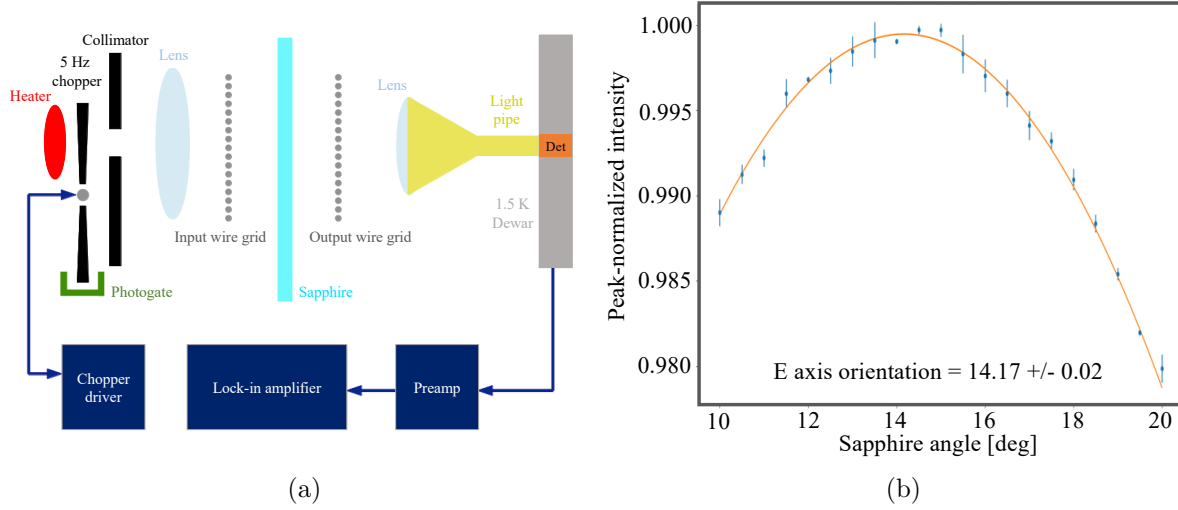 Collimator
5 Hz
chopper
Heater
Lens
Lens
Light
pipe
Det
1.5 K
Dewar
Input wire grid
Output wire grid
Photogate
Sapphire
Chopper
driver
Lock-in amplifier
Preamp
(a)
Peak-normalized intensity
1.000
0.995
0.990
0.985
0.980
E axis orientation = 14.17 +/- 0.02
10
12
13
14
16
17
18
20
Sapphire angle [deg]
(b)